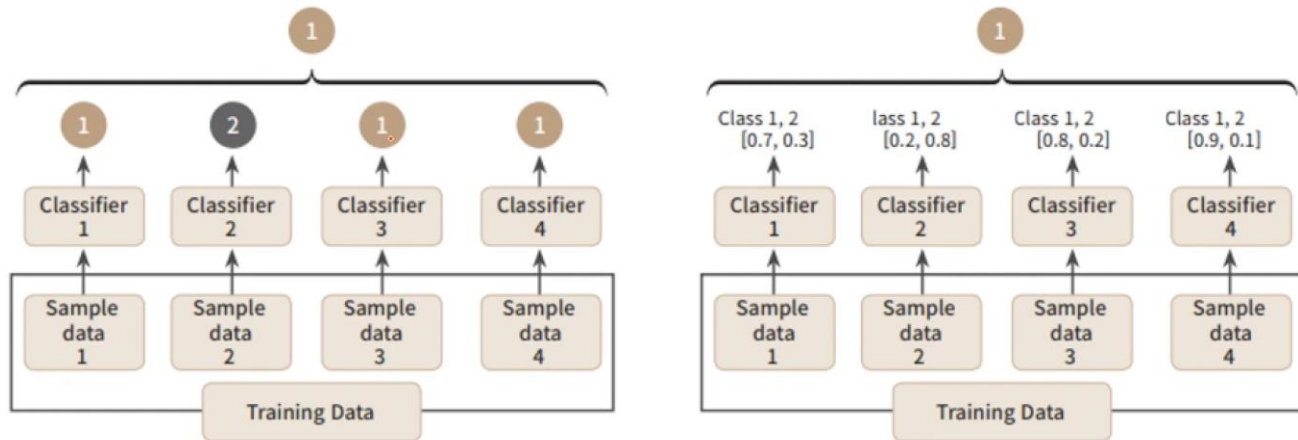 1
1 2 1 1
Classifier
1
Classifier
2
Classifier
3
Classifier
4
Sample
data
1
Sample
data
2
Sample
data
3
Sample
data
4
Training Data
1
Class 1, 2
[0.7, 0.3]
lass 1, 2
[0.2, 0.8]
Class 1, 2
[0.8, 0.2]
Class 1, 2
[0.9, 0.1]
Classifier
1
Classifier
2
Classifier
3
Classifier
4
Sample
data
1
Sample
data
2
Sample
data
3
Sample
data
4
Training Data